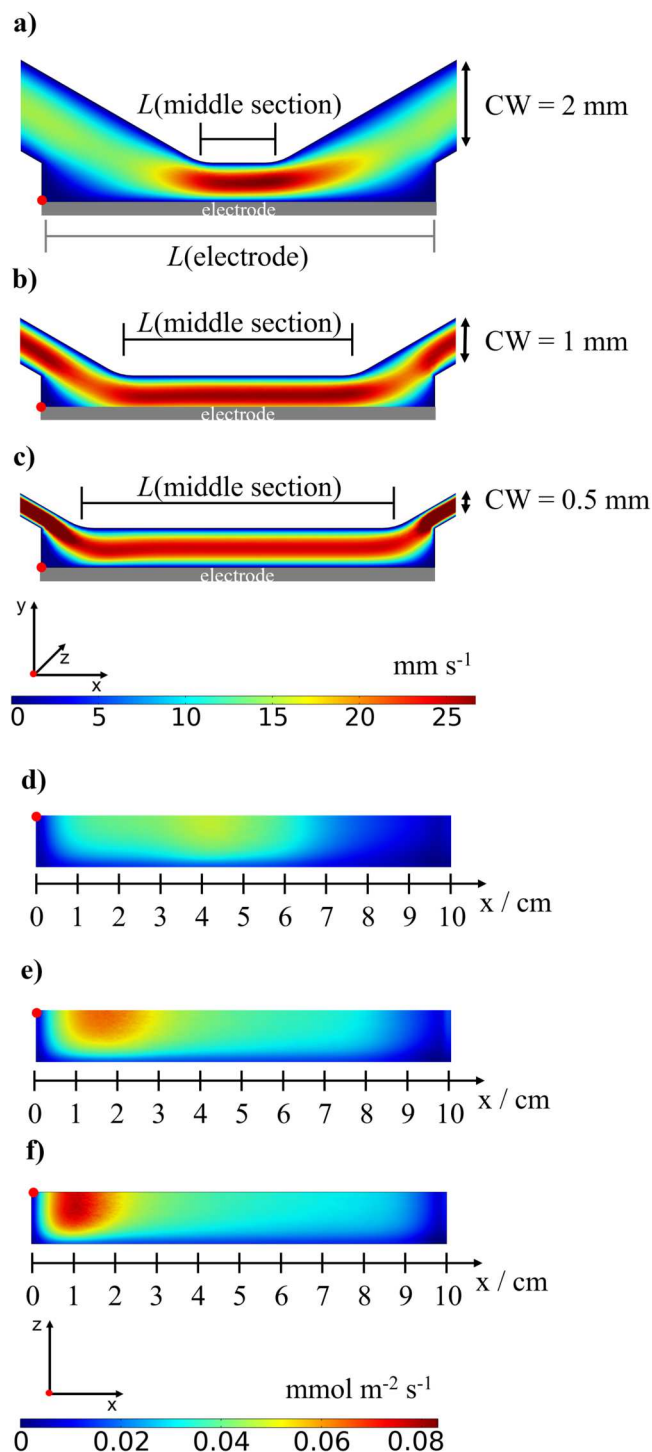 a)
L(middle section)
CW = 2 mm
electrode
L(electrode)
b)
L(middle section)
CW = 1 mm
electrode
c)
L(middle section)
CW = 0.5 mm
electrode
y
z
x
mm s⁻¹
0 5 10 15 20 25
d)
0 1 2 3 4 5 6 7 8 9 10
x / cm
e)
0 1 2 3 4 5 6 7 8 9 10
x / cm
f)
0 1 2 3 4 5 6 7 8 9 10
x / cm
z
x
mmol m⁻² s⁻¹
0 0.02 0.04 0.06 0.08